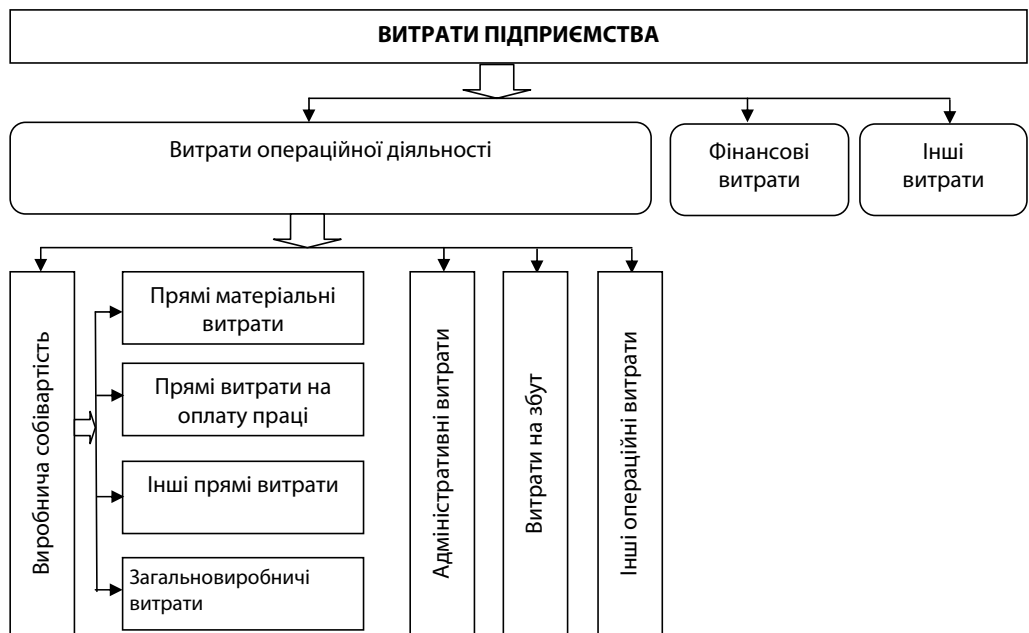 ВИТРАТИ ПІДПРИЄМСТВА
Витрати операційної діяльності
Фінансові
витрати
Інші
витрати
Виробнича собівартість
Прямі матеріальні
витрати
Прямі витрати на
оплату праці
Інші прямі витрати
Загальновиробничі
витрати
Адміністративні витрати
Витрати на збут
Інші операційні витрати